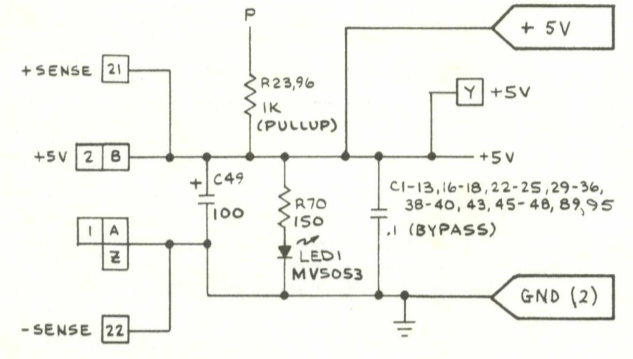 P
+ 5V
+SENSE 21
R23,96
1K
(PULLUP)
Y +5V
+5V 2 B
+5V
+ C49
100
R70
150
C1-13,16-18,22-25,29-36,
38-40,43,45-48,89,95
.1 (BYPASS)
1 A
Z
LED1
MV5053
GND (2)
-SENSE 22